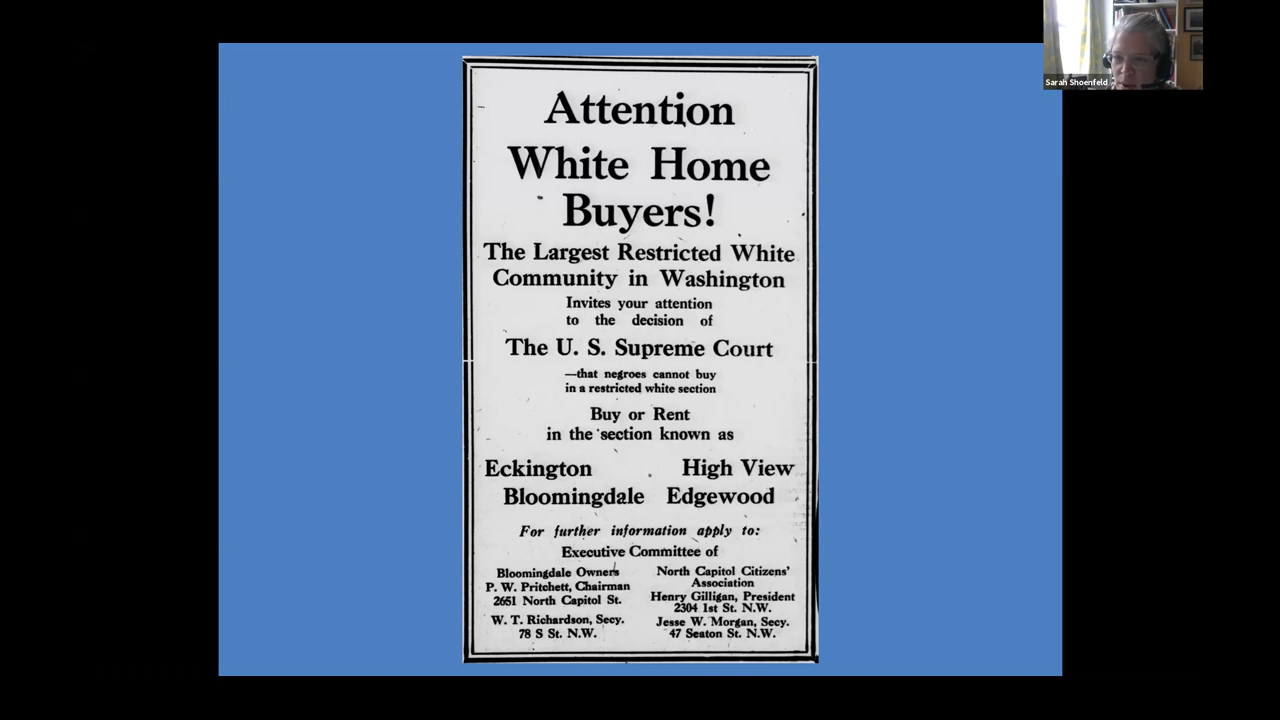 Sarah Shoenfeld
Attention
White Home
Buyers!
The Largest Restricted White
Community in Washington
Invites your attention
to the decision of
The U. S. Supreme Court
—that negroes cannot buy
in a restricted white section
Buy or Rent
in the section known as
Eckington High View
Bloomingdale Edgewood
For further information apply to:
Executive Committee of
Bloomingdale Owners
P. W. Pritchett, Chairman
2651 North Capitol St.
W. T. Richardson, Secy.
78 S St. N.W.
North Capitol Citizens'
Association
Henry Gilligan, President
2304 1st St. N.W.
Jesse W. Morgan, Secy.
47 Seaton St. N.W.